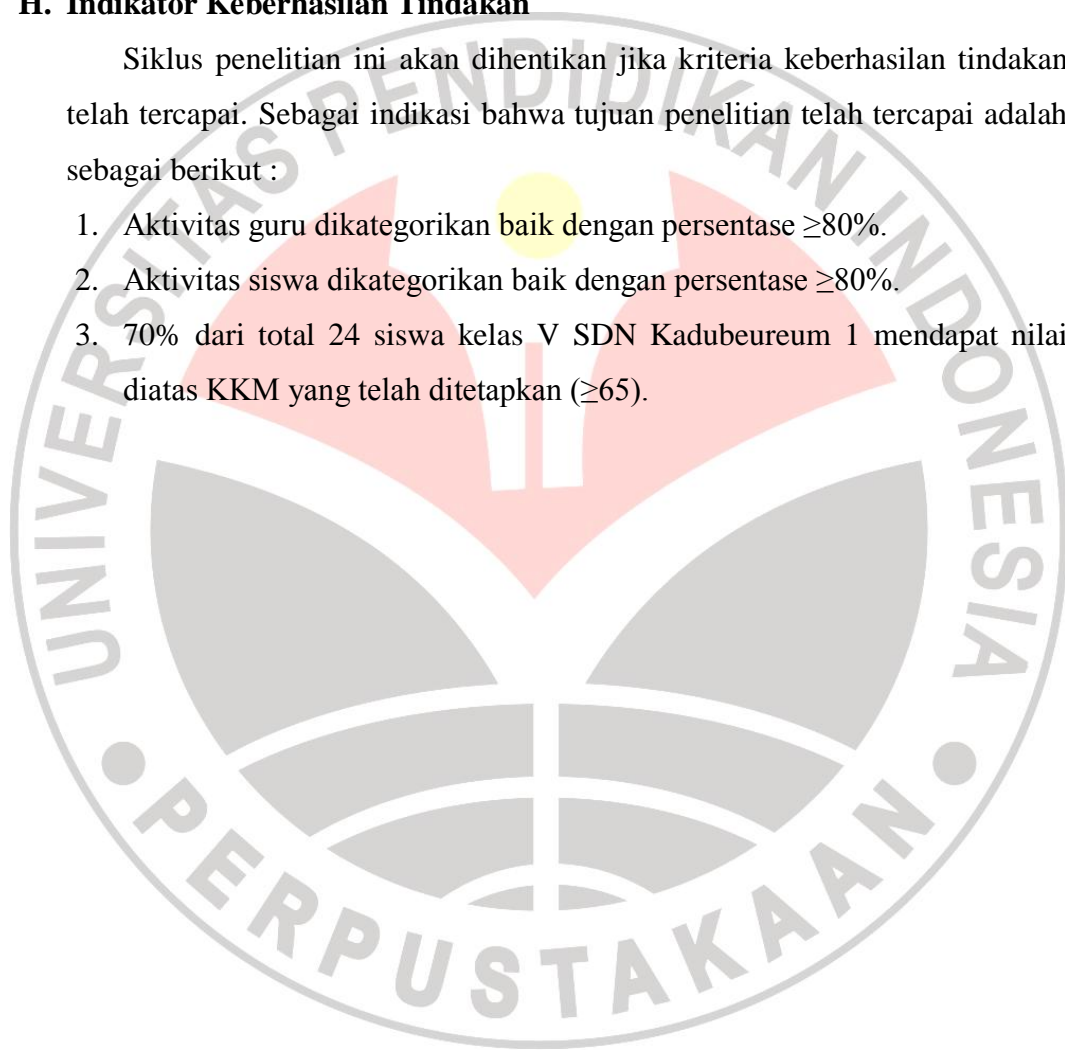 H. Indikator Keberhasilan Tindakan
Siklus penelitian ini akan dihentikan jika kriteria keberhasilan tindakan
telah tercapai. Sebagai indikasi bahwa tujuan penelitian telah tercapai adalah
sebagai berikut :
1. Aktivitas guru dikategorikan baik dengan persentase ≥80%.
2. Aktivitas siswa dikategorikan baik dengan persentase ≥80%.
3. 70% dari total 24 siswa kelas V SDN Kadubeureum 1 mendapat nilai
diatas KKM yang telah ditetapkan (≥65).
UNIVERSITAS PENDIDIKAN INDONESIA
PERPUSTAKAAN